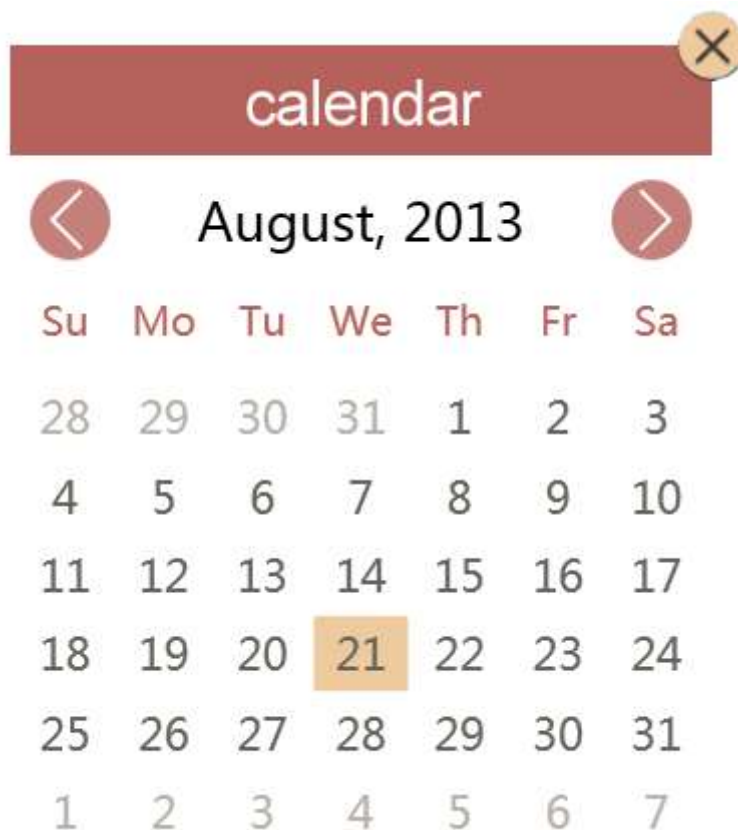 calendar
August, 2013
Su Mo Tu We Th Fr Sa
28 29 30 31 1 2 3
4 5 6 7 8 9 10
11 12 13 14 15 16 17
18 19 20 21 22 23 24
25 26 27 28 29 30 31
1 2 3 4 5 6 7